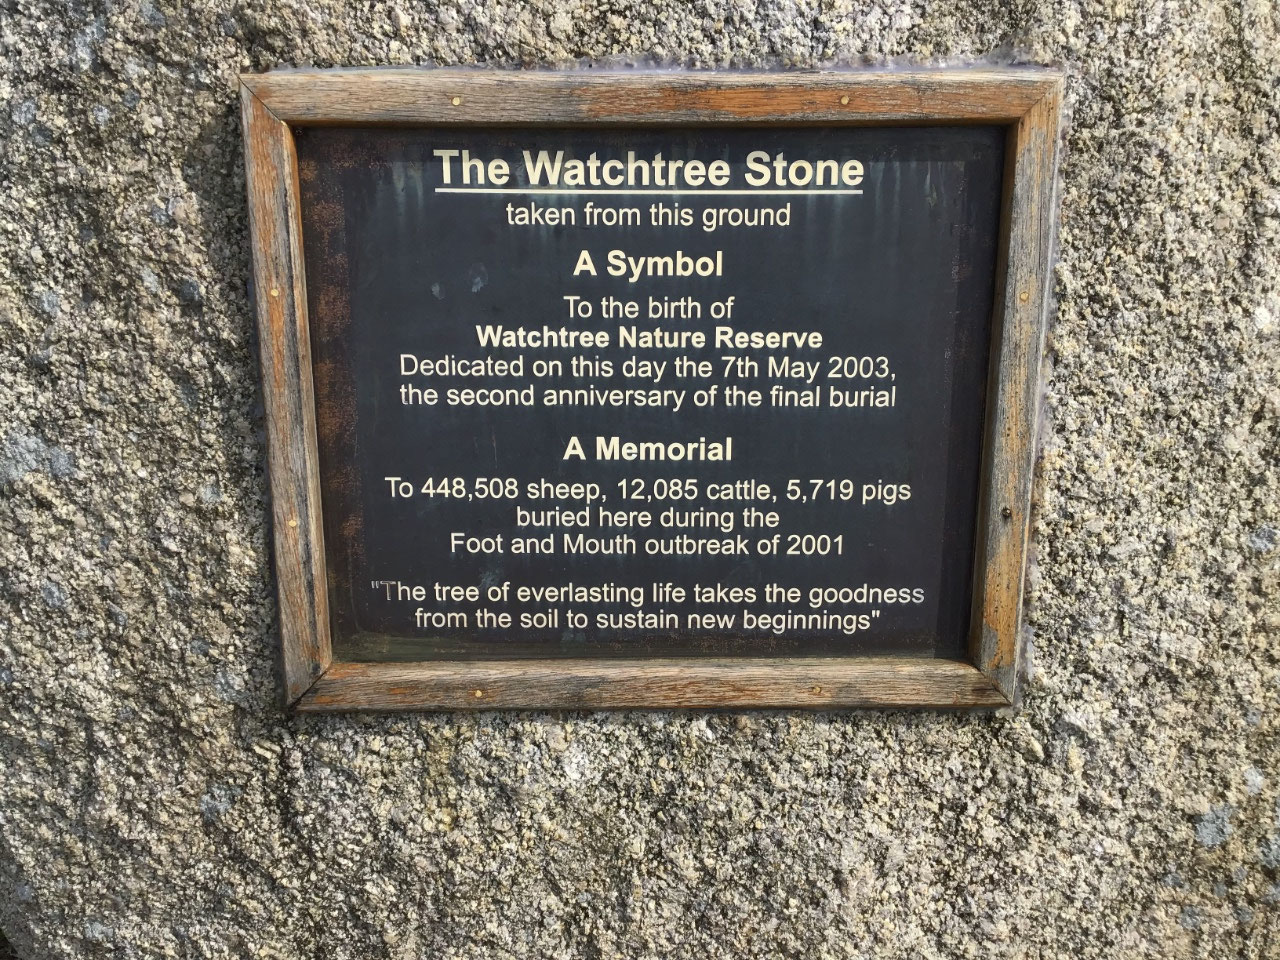 The Watchtree Stone
taken from this ground
A Symbol
To the birth of
Watchtree Nature Reserve
Dedicated on this day the 7th May 2003,
the second anniversary of the final burial
A Memorial
To 448,508 sheep, 12,085 cattle, 5,719 pigs
buried here during the
Foot and Mouth outbreak of 2001
"The tree of everlasting life takes the goodness
from the soil to sustain new beginnings"